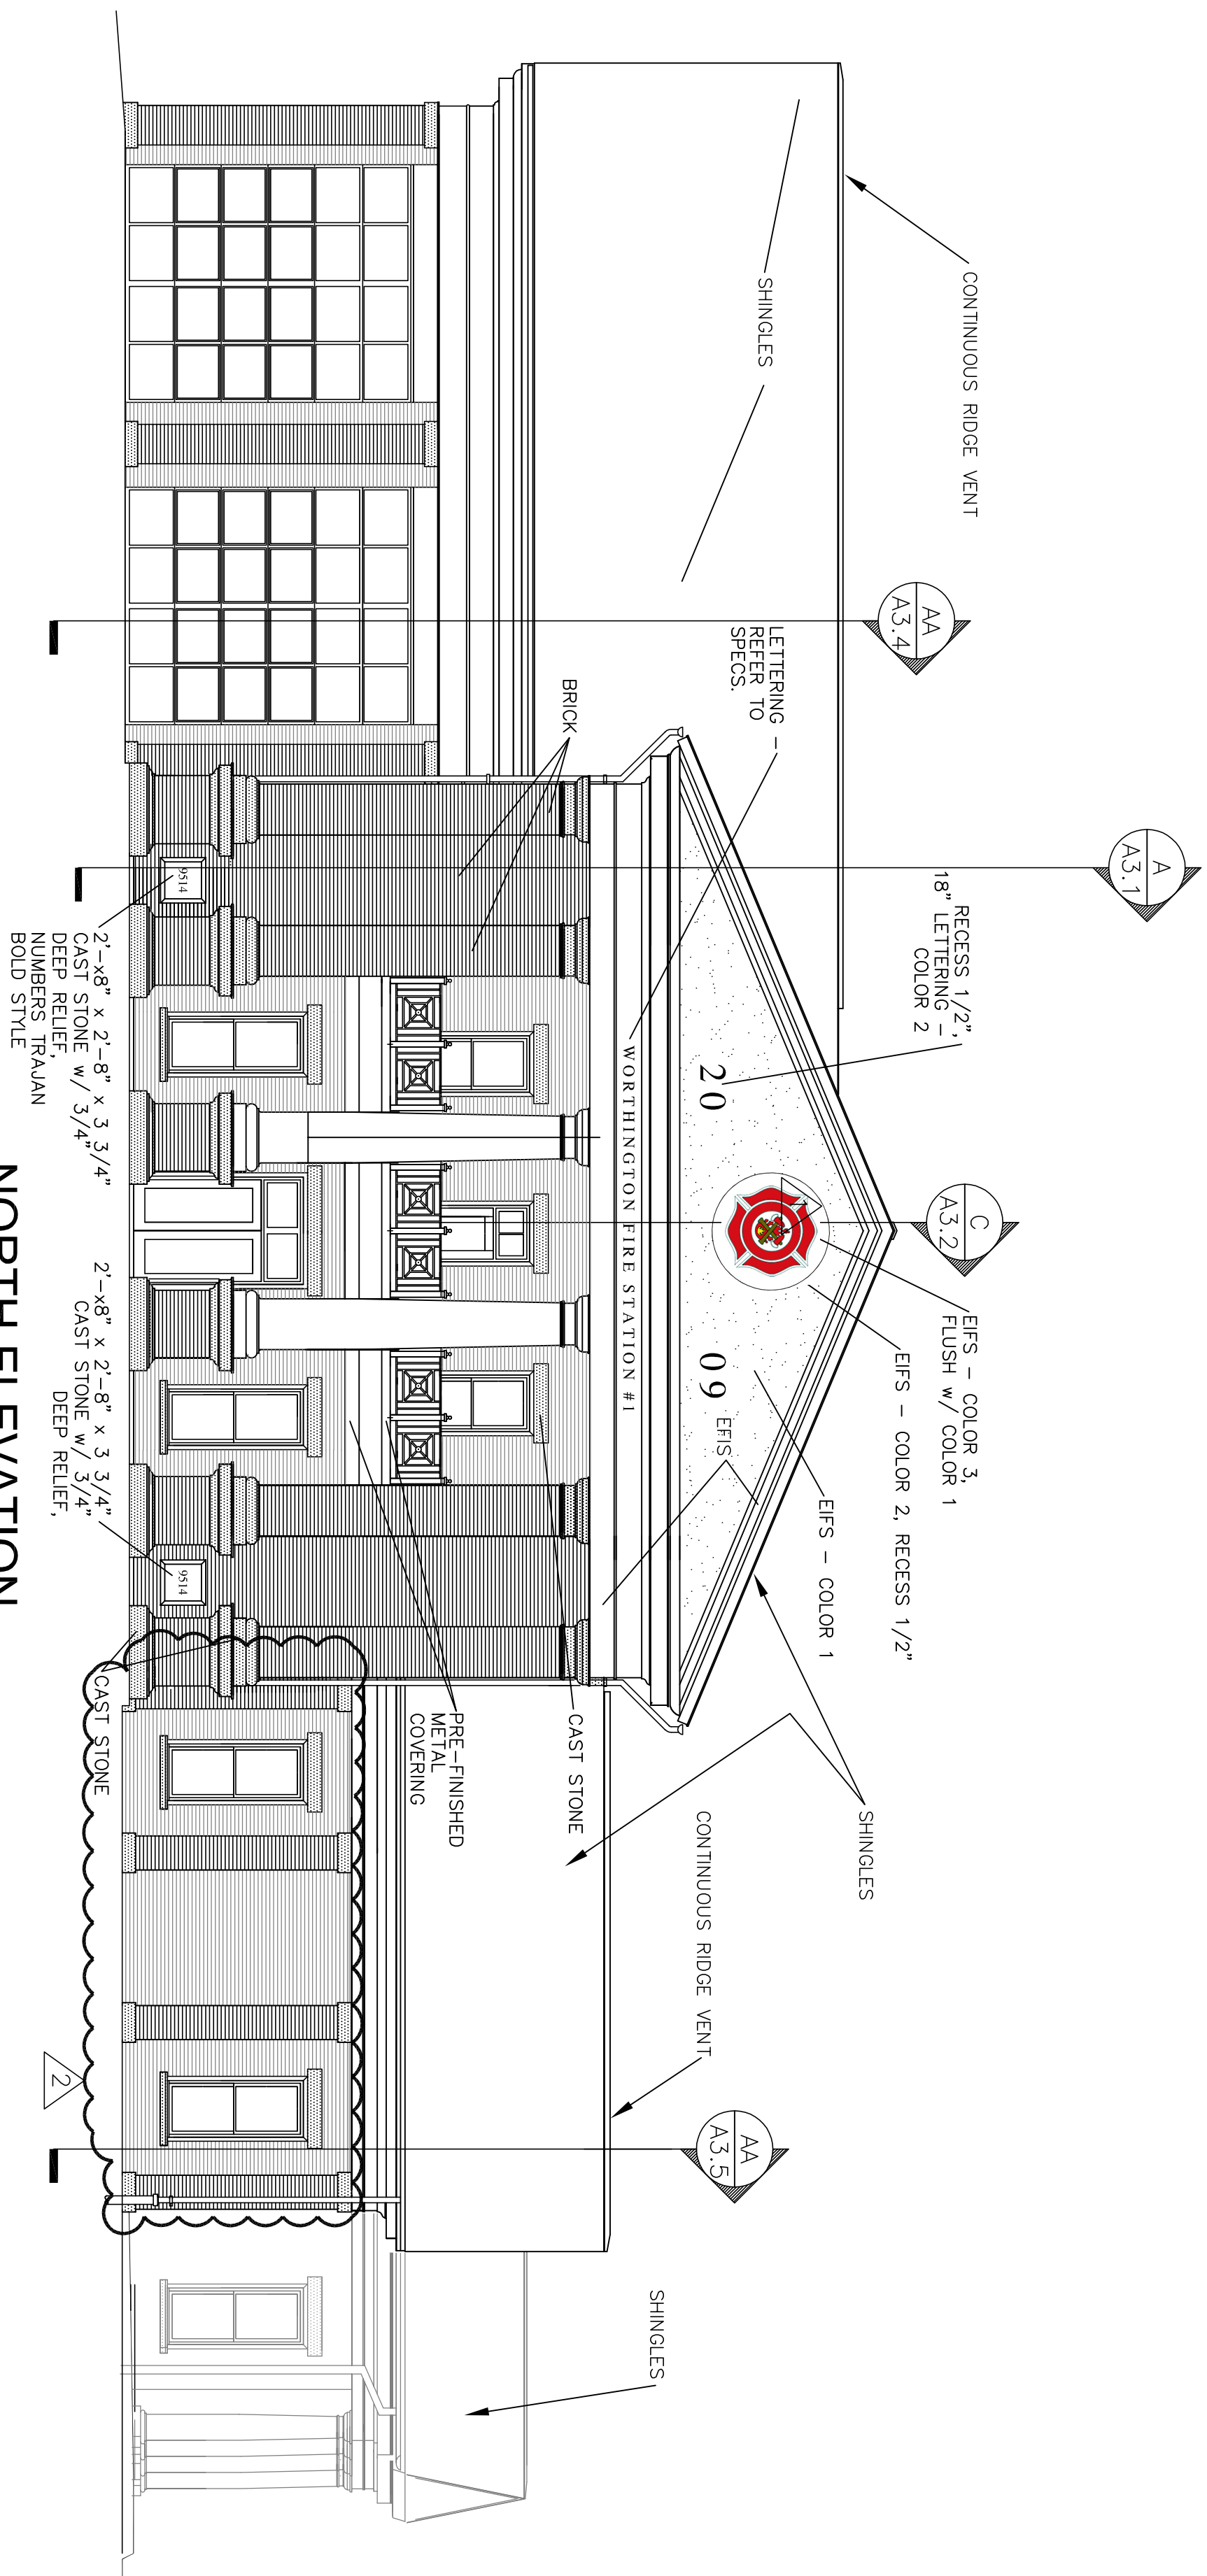 CONTINUOUS RIDGE VENT
SHINGLES
AA
A3.4
LETTERING –
REFER TO
SPECS.
BRICK
A
A3.1
RECESS 1/2",
18" LETTERING –
COLOR 2
C
A3.2
EIFS – COLOR 3,
FLUSH w/ COLOR 1
EIFS – COLOR 2, RECESS 1/2"
EIFS – COLOR 1
20
09
1
EFIS
WORTHINGTON FIRE STATION #1
SHINGLES
CONTINUOUS RIDGE VENT
AA
A3.5
SHINGLES
CAST STONE
PRE–FINISHED
METAL
COVERING
9514
9514
CAST STONE
2'–x8" x 2'–8" x 3 3/4"
CAST STONE w/ 3/4"
DEEP RELIEF,
NUMBERS TRAJAN
BOLD STYLE
2'–x8" x 2'–8" x 3 3/4"
CAST STONE w/ 3/4"
DEEP RELIEF,
2
NORTH ELEVATION